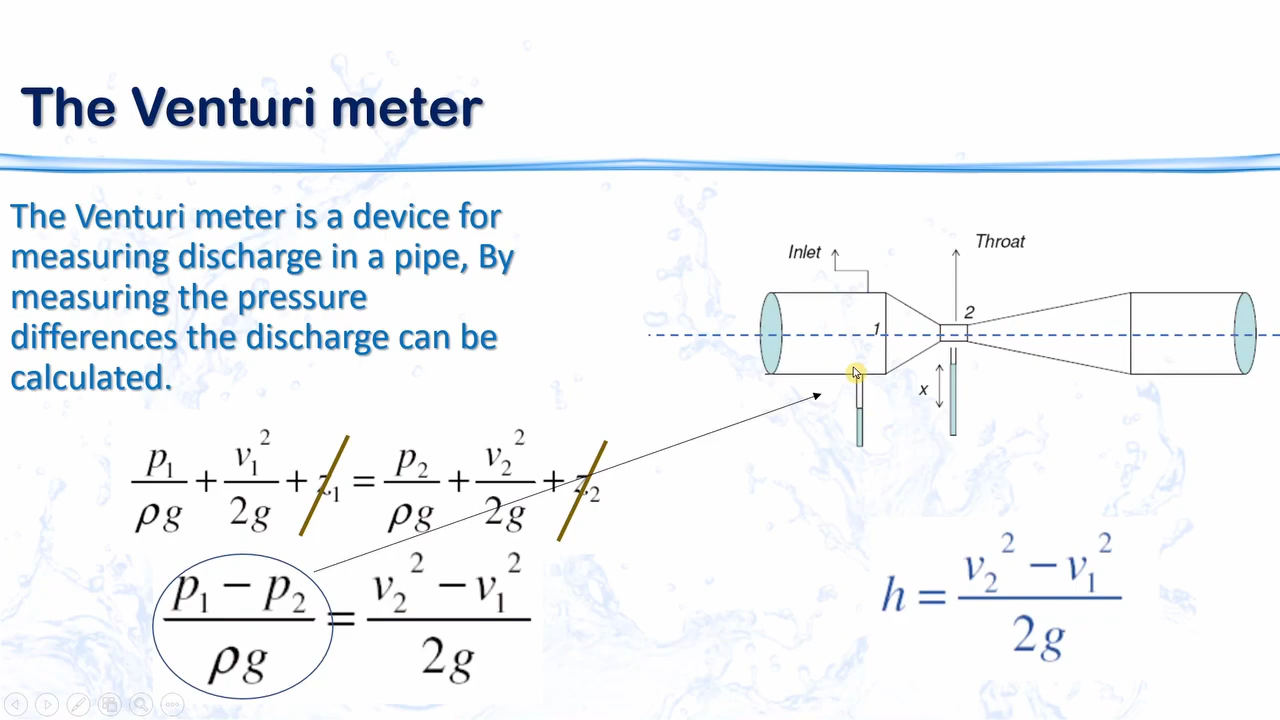 The Venturi meter
The Venturi meter is a device for
measuring discharge in a pipe, By
measuring the pressure
differences the discharge can be
calculated.
Inlet
Throat
1
2
x
p₁/ρg + v₁²/2g + z₁ = p₂/ρg + v₂²/2g + z₂
(p₁ − p₂)/ρg = (v₂² − v₁²)/2g
h = (v₂² − v₁²)/2g